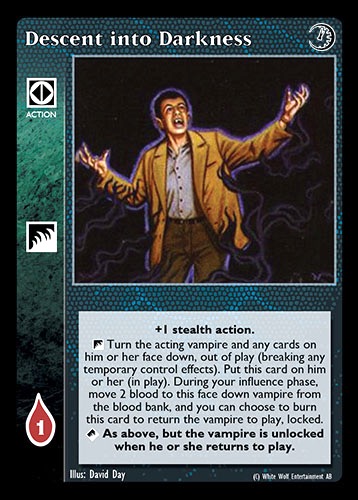 Descent into Darkness
ACTION
+1 stealth action.
Turn the acting vampire and any cards on
him or her face down, out of play (breaking any
temporary control effects). Put this card on him
or her (in play). During your influence phase,
move 2 blood to this face down vampire from
the blood bank, and you can choose to burn
this card to return the vampire to play, locked.
As above, but the vampire is unlocked
when he or she returns to play.
1
Illus: David Day
(C) White Wolf Entertainment AB